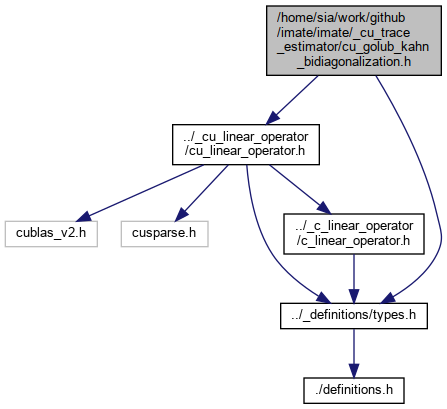 /home/sia/work/github
/imate/imate/_cu_trace
_estimator/cu_golub_kahn
_bidiagonalization.h
../_cu_linear_operator
/cu_linear_operator.h
cublas_v2.h
cusparse.h
../_c_linear_operator
/c_linear_operator.h
../_definitions/types.h
./definitions.h